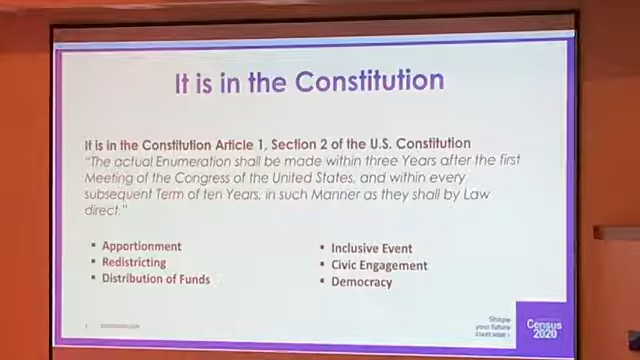 It is in the Constitution
It is in the Constitution Article 1, Section 2 of the U.S. Constitution
“The actual Enumeration shall be made within three Years after the first
Meeting of the Congress of the United States, and within every
subsequent Term of ten Years, in such Manner as they shall by Law
direct.”
▪ Apportionment
▪ Redistricting
▪ Distribution of Funds
▪ Inclusive Event
▪ Civic Engagement
▪ Democracy
Shape
your future
START HERE >
Census
2020